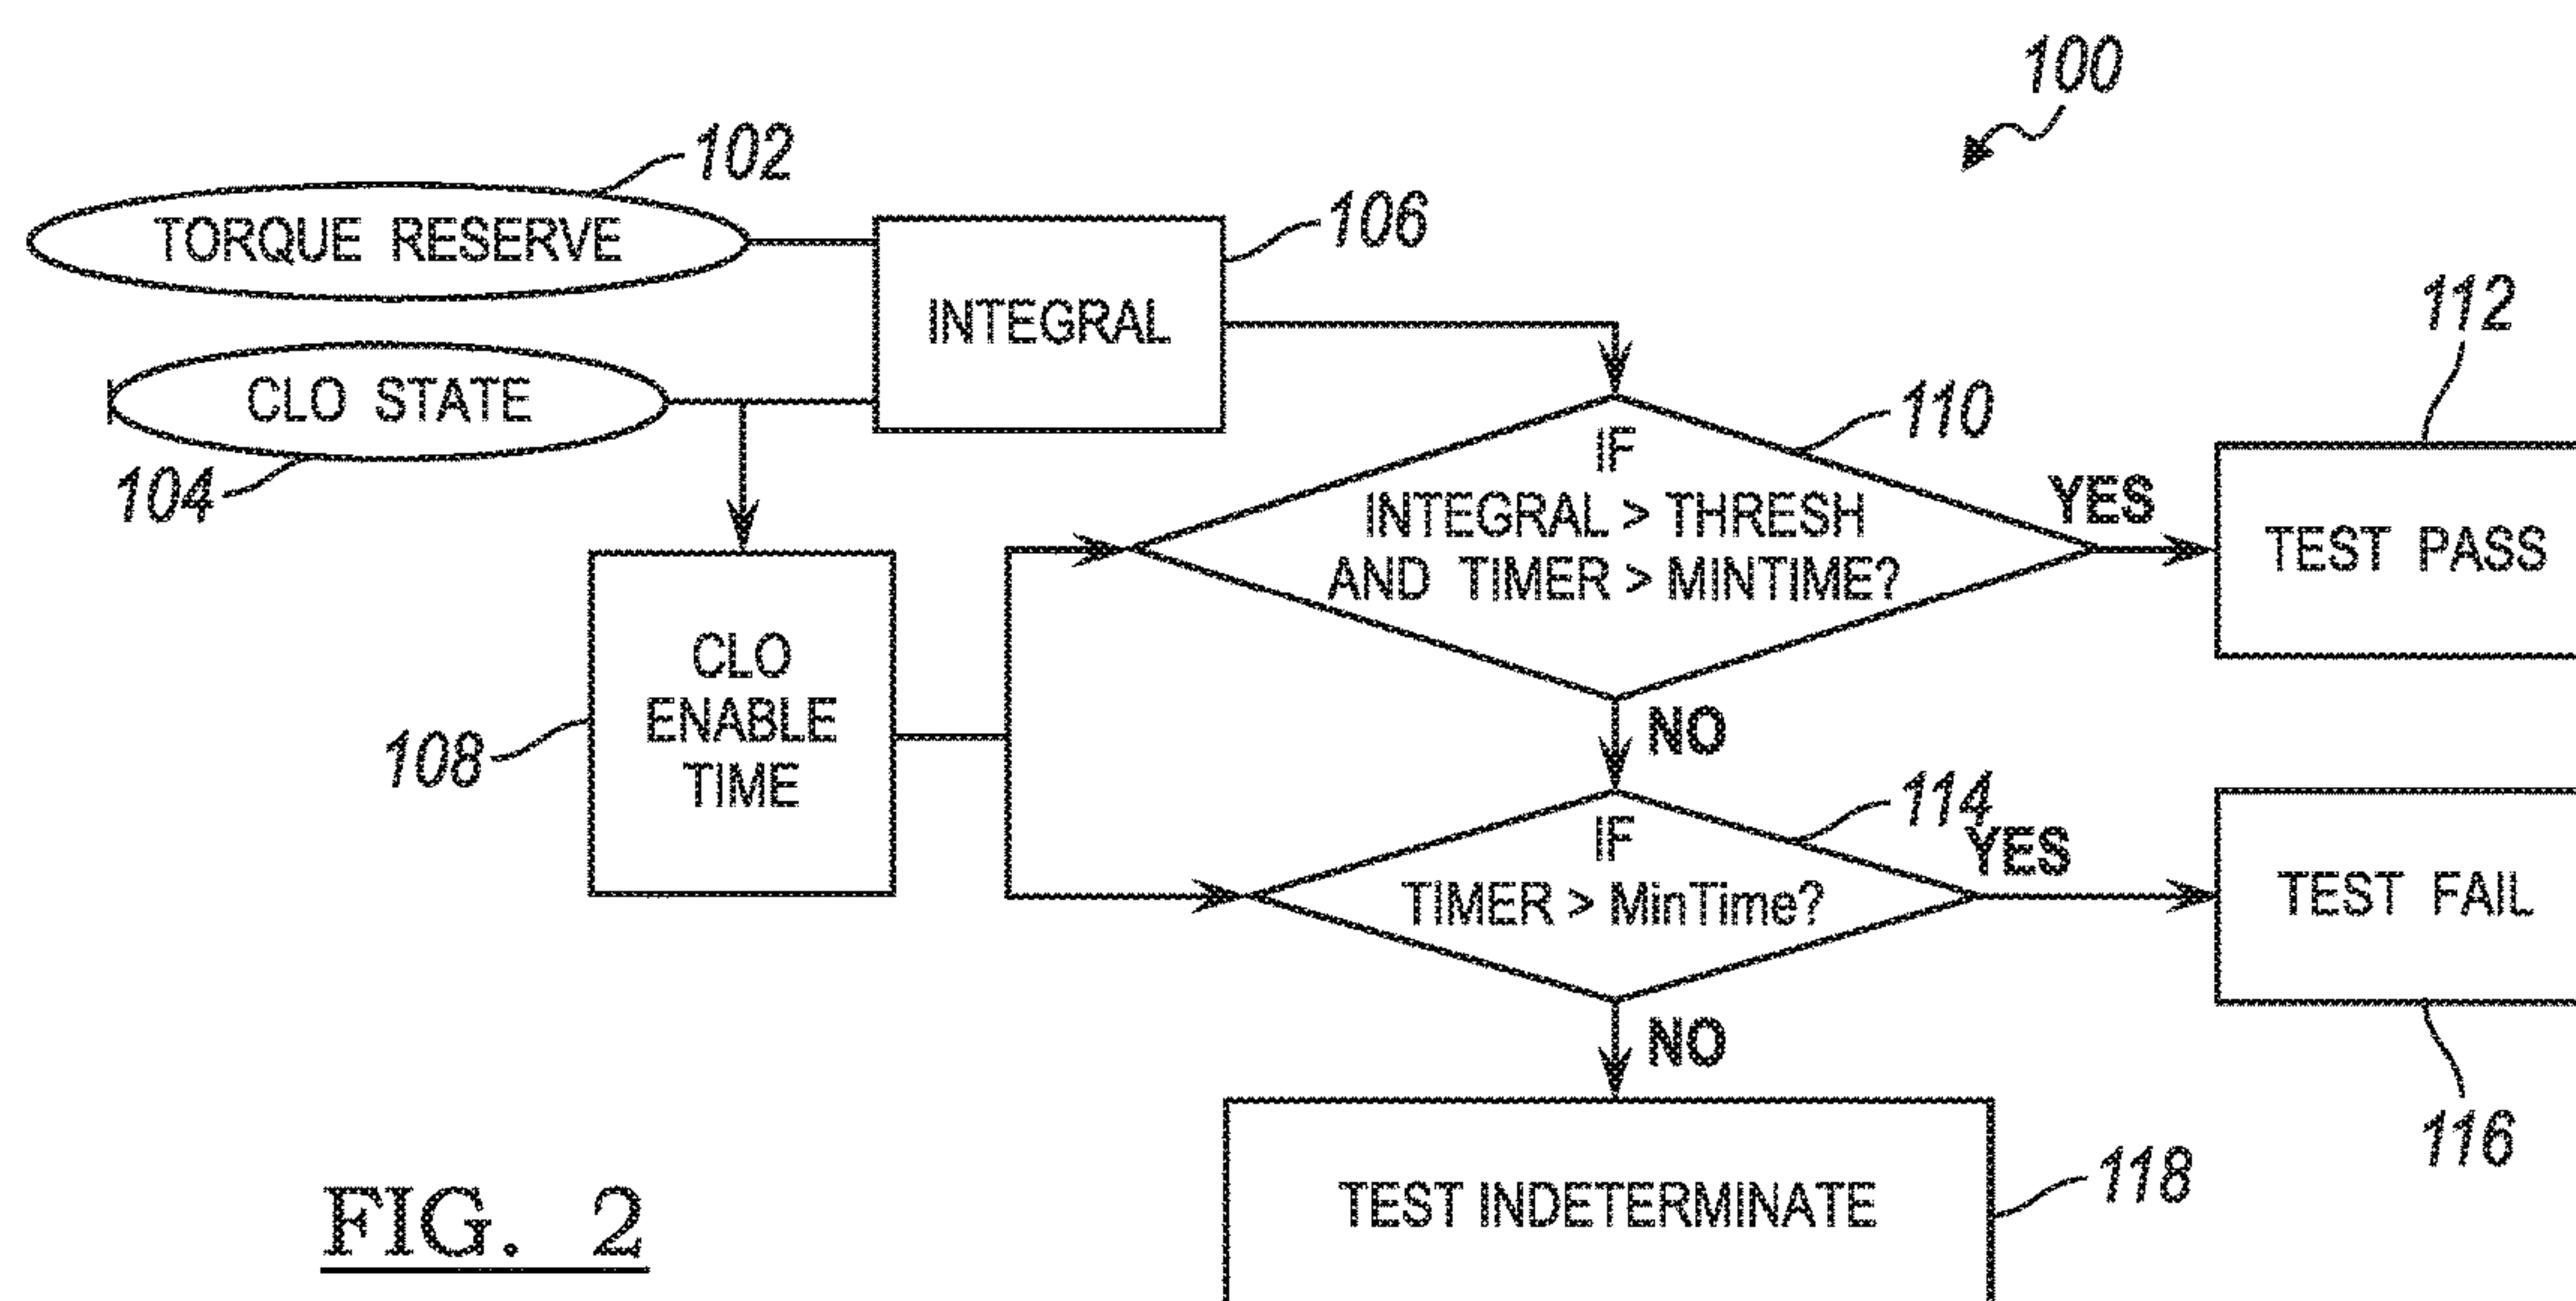 100
102
TORQUE RESERVE
106
INTEGRAL
112
CLO STATE
104
110
IF
INTEGRAL > THRESH
AND TIMER > MINTIME?
YES
TEST PASS
CLO
ENABLE
TIME
108
NO
114
IF
TIMER > MinTime?
YES
TEST FAIL
116
NO
TEST INDETERMINATE
118
FIG. 2